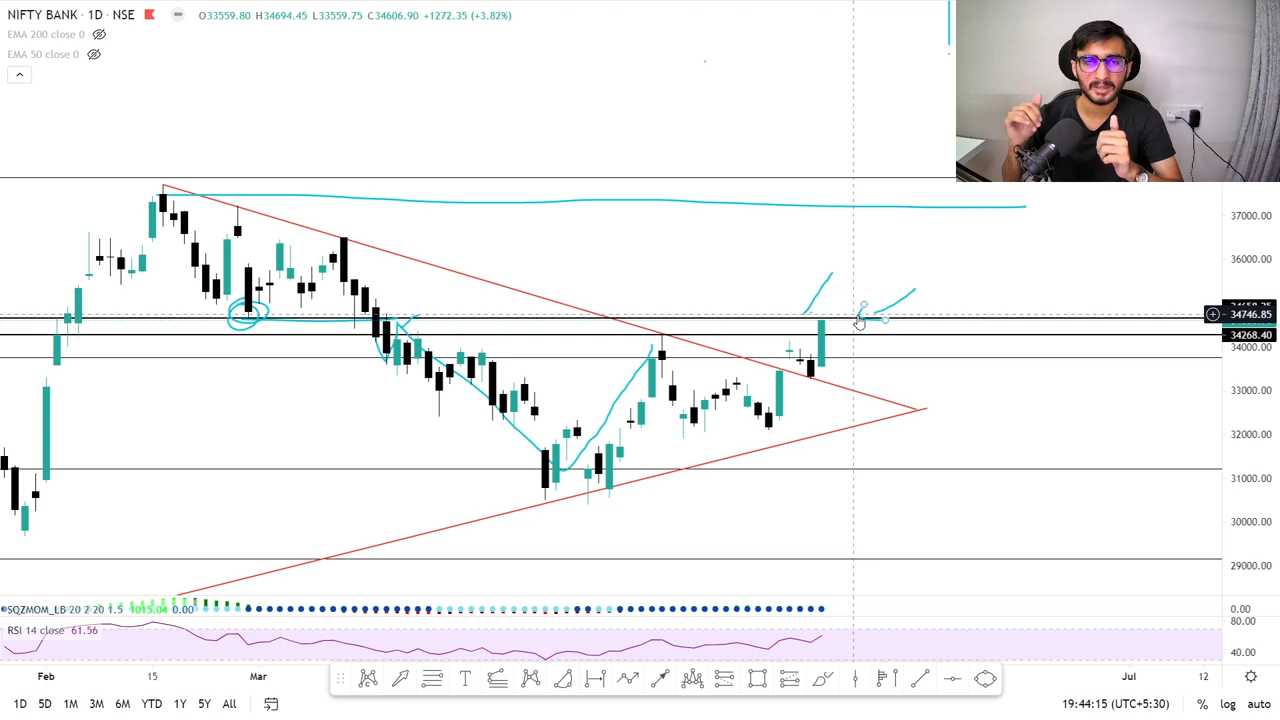 NIFTY BANK · 1D · NSE O33559.80 H34694.45 L33559.75 C34606.90 +1272.35 (+3.82%)
EMA 200 close 0
EMA 50 close 0
37000.00
36000.00
34746.85
34268.40
34000.00
33000.00
32000.00
31000.00
30000.00
29000.00
SQZMOM_LB 20 2 20 1.5 1015.04 0.00
0.00
80.00
RSI 14 close 61.56
40.00
Feb 15 Mar Jul 12
1D 5D 1M 3M 6M YTD 1Y 5Y All 19:44:15 (UTC+5:30) % log auto